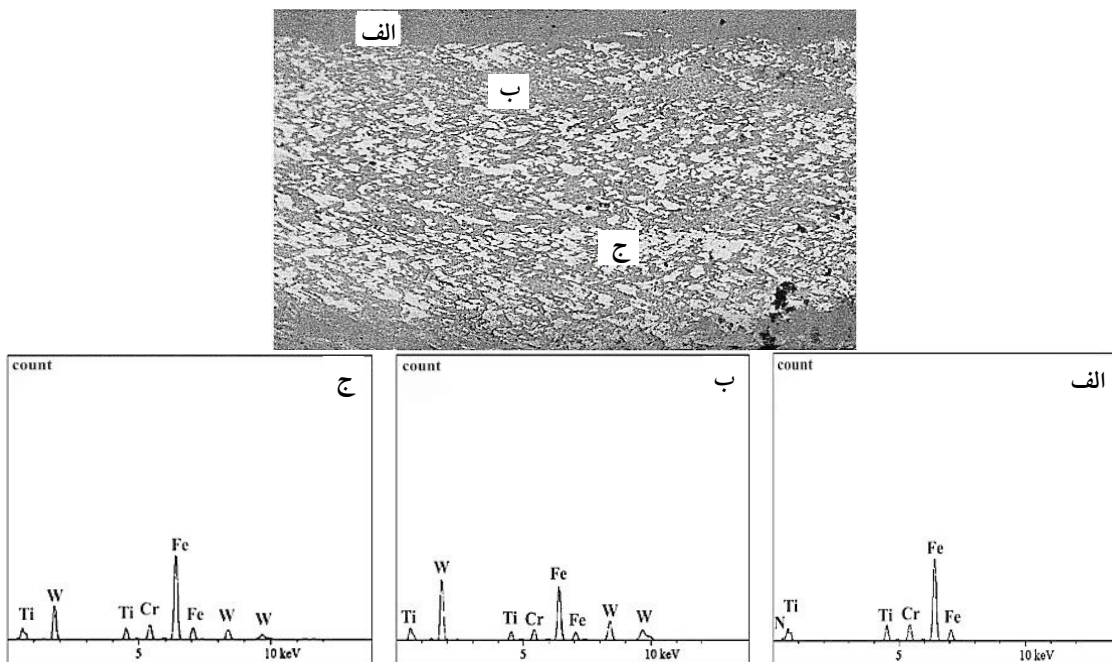 الف
ب
ج
count
ج
Ti
W
Ti
Cr
Fe
Fe
W
W
5
10 keV
count
ب
W
Ti
Ti
Cr
Fe
Fe
W
W
5
10 keV
count
الف
N
Ti
Ti
Cr
Fe
Fe
5
10 keV